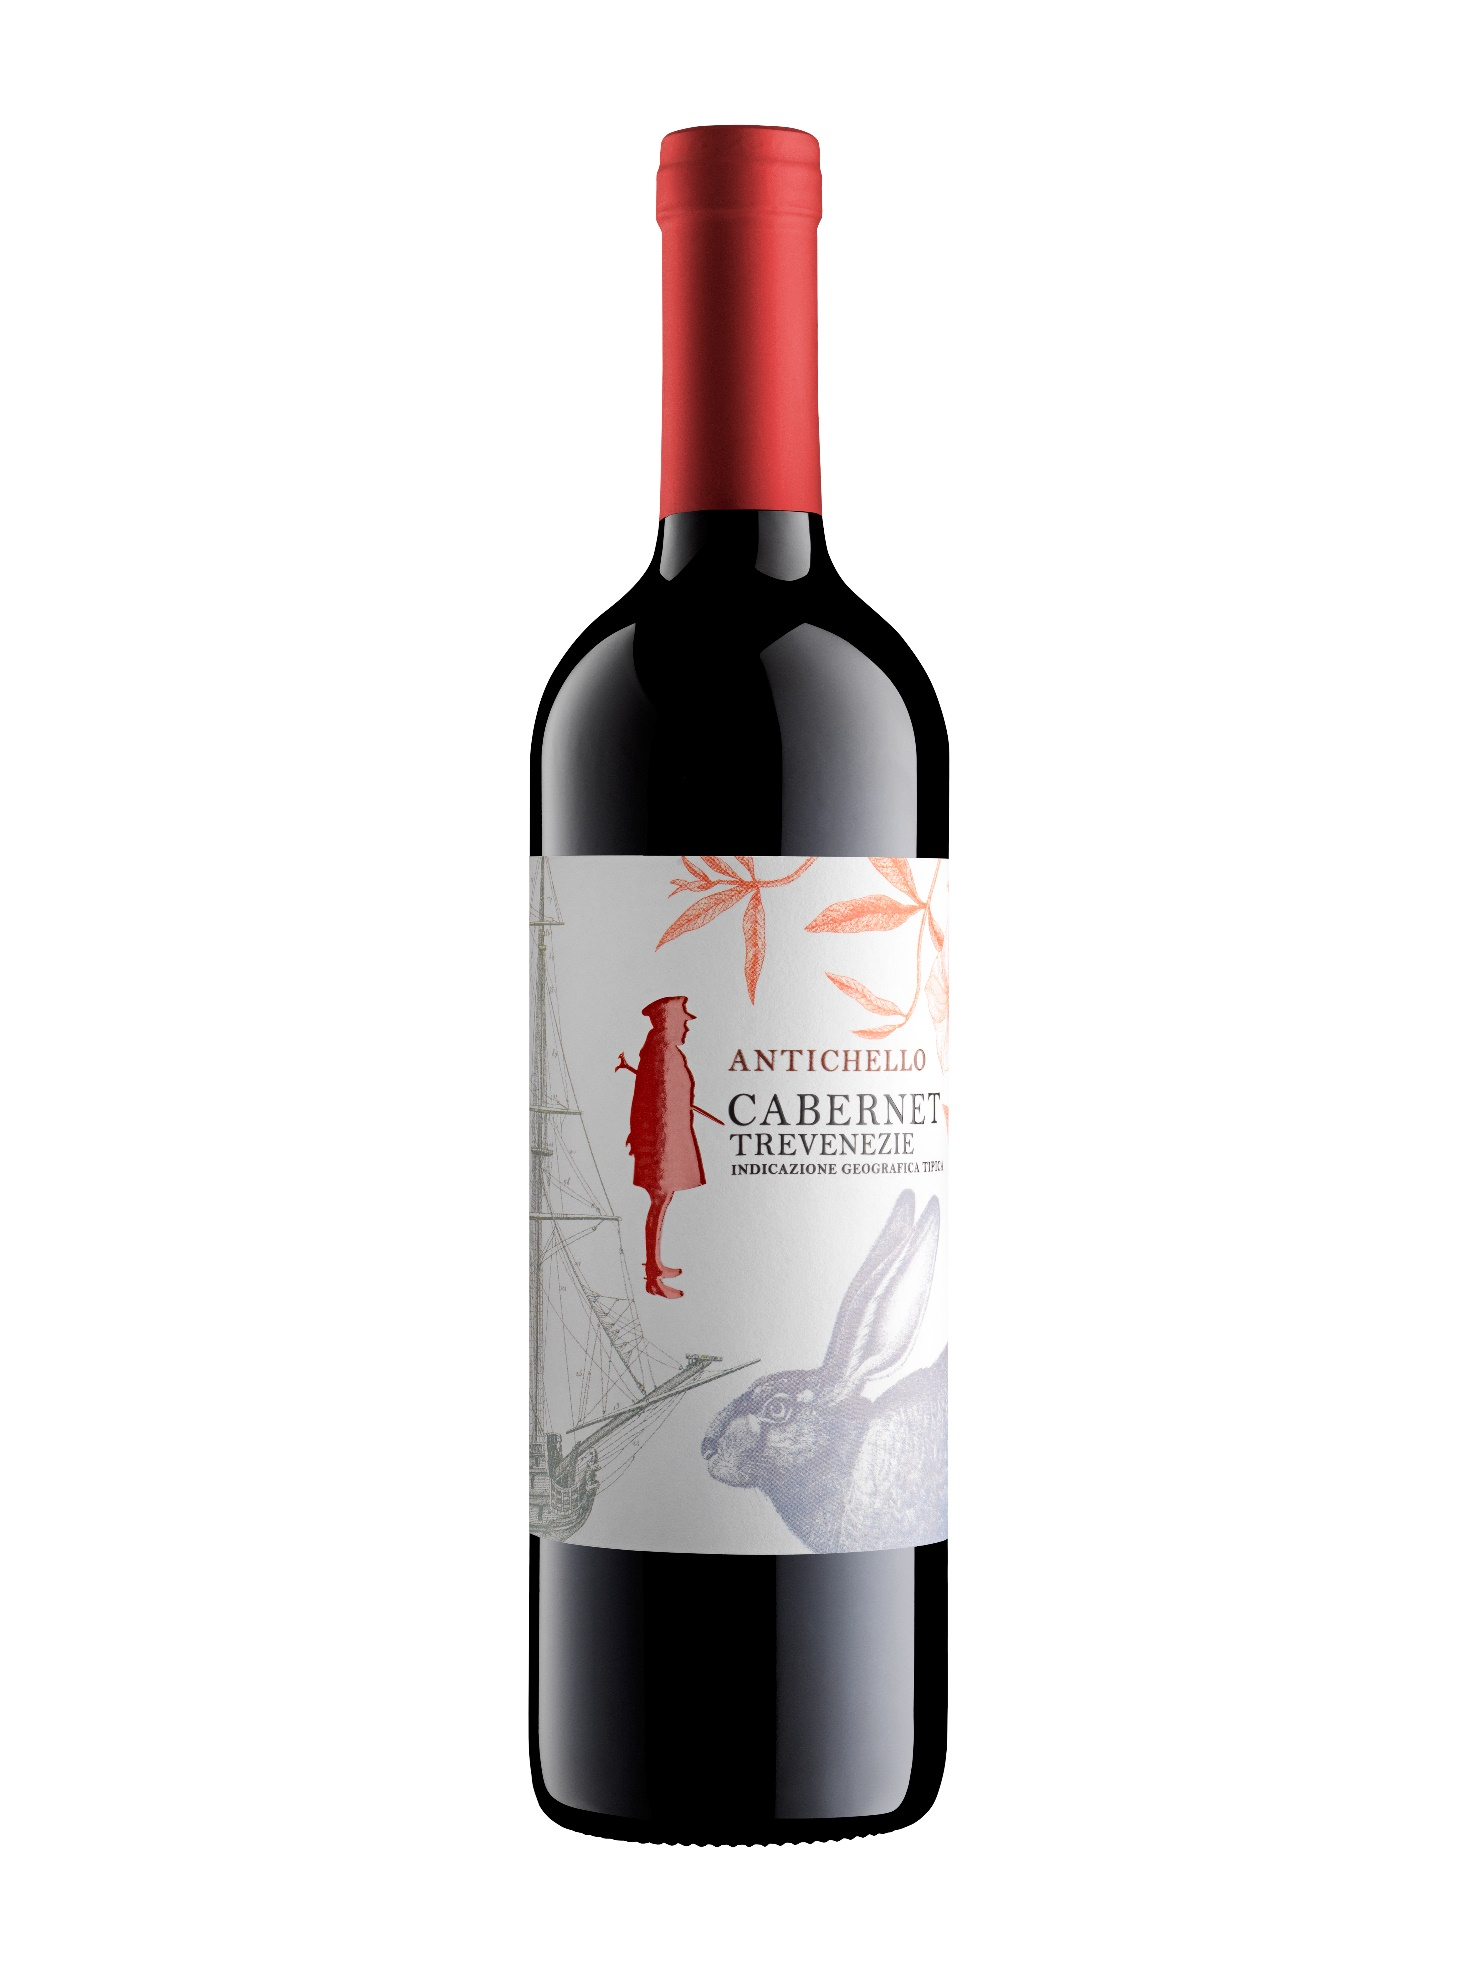 ANTICHELLO
CABERNET
TREVENEZIE
INDICAZIONE GEOGRAFICA TIPICA